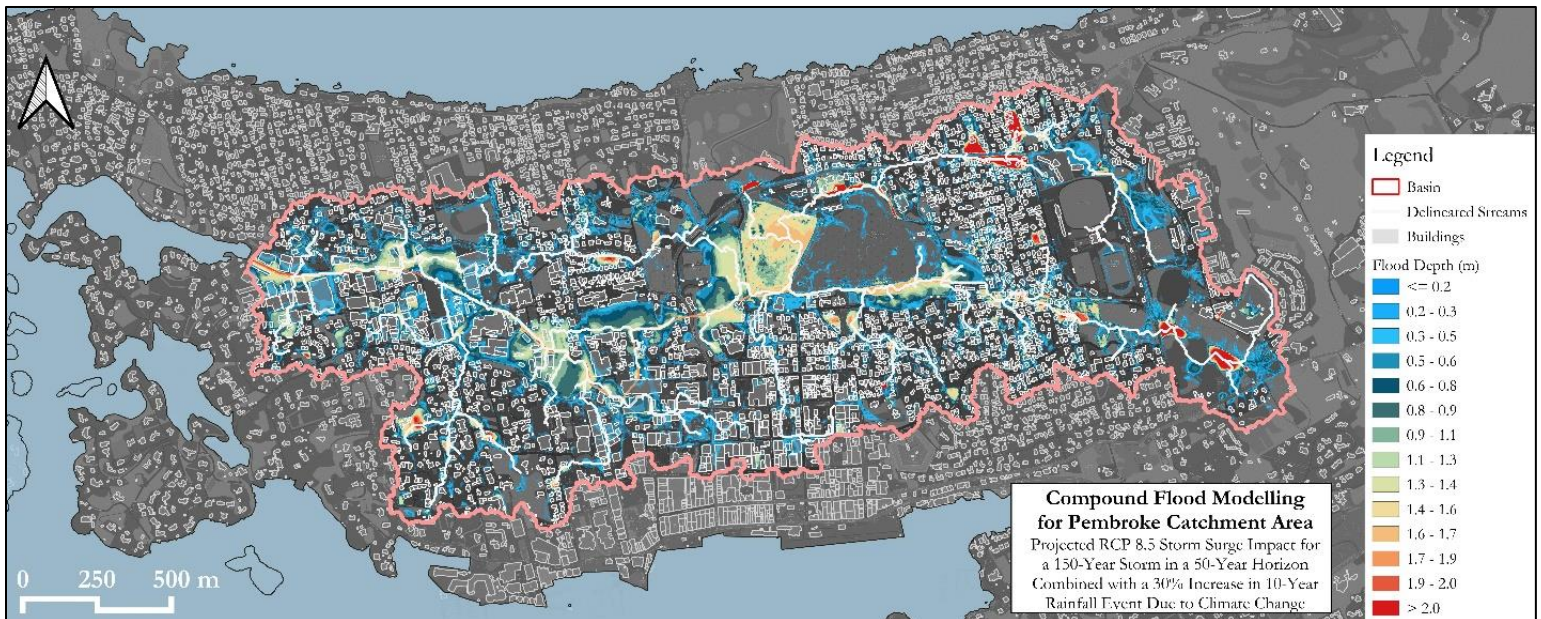 Legend
Basin
Delineated Streams
Buildings
Flood Depth (m)
<= 0.2
0.2 - 0.3
0.3 - 0.5
0.5 - 0.6
0.6 - 0.8
0.8 - 0.9
0.9 - 1.1
1.1 - 1.3
1.3 - 1.4
1.4 - 1.6
1.6 - 1.7
1.7 - 1.9
1.9 - 2.0
> 2.0
Compound Flood Modelling
for Pembroke Catchment Area
Projected RCP 8.5 Storm Surge Impact for
a 150-Year Storm in a 50-Year Horizon
Combined with a 30% Increase in 10-Year
Rainfall Event Due to Climate Change
0 250 500 m